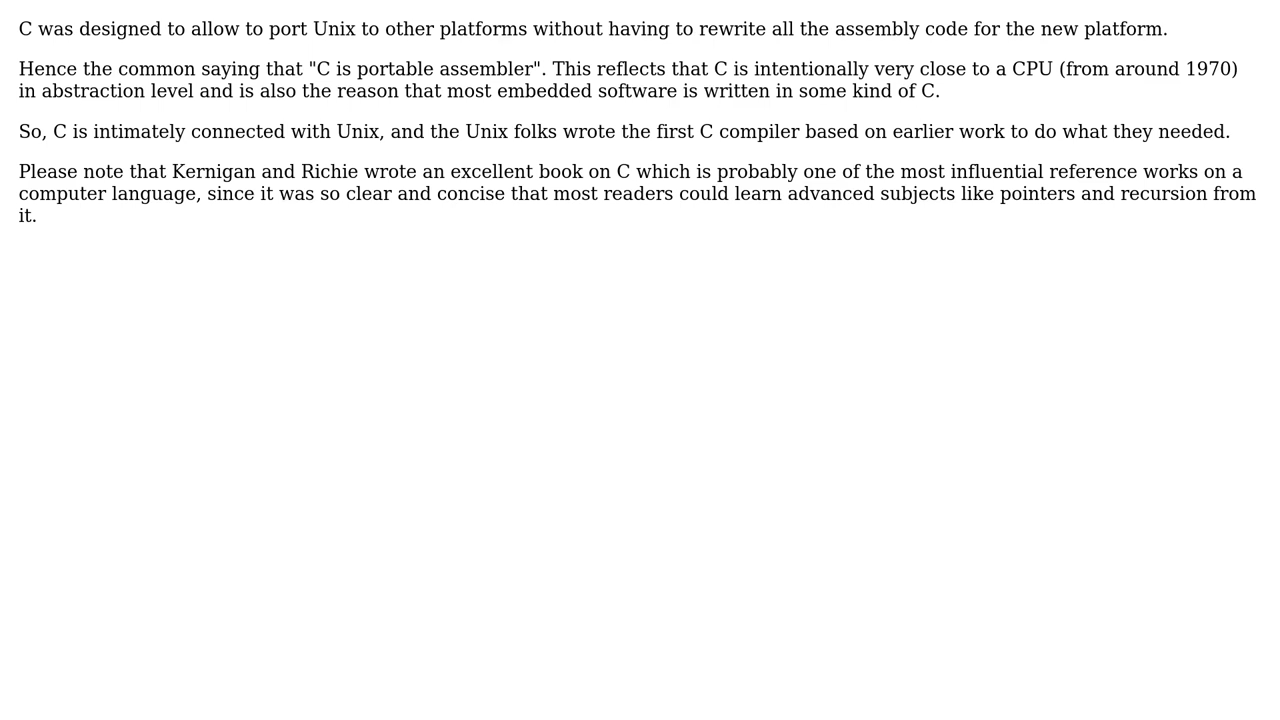 C was designed to allow to port Unix to other platforms without having to rewrite all the assembly code for the new platform.
Hence the common saying that "C is portable assembler". This reflects that C is intentionally very close to a CPU (from around 1970)
in abstraction level and is also the reason that most embedded software is written in some kind of C.
So, C is intimately connected with Unix, and the Unix folks wrote the first C compiler based on earlier work to do what they needed.
Please note that Kernigan and Richie wrote an excellent book on C which is probably one of the most influential reference works on a
computer language, since it was so clear and concise that most readers could learn advanced subjects like pointers and recursion from
it.